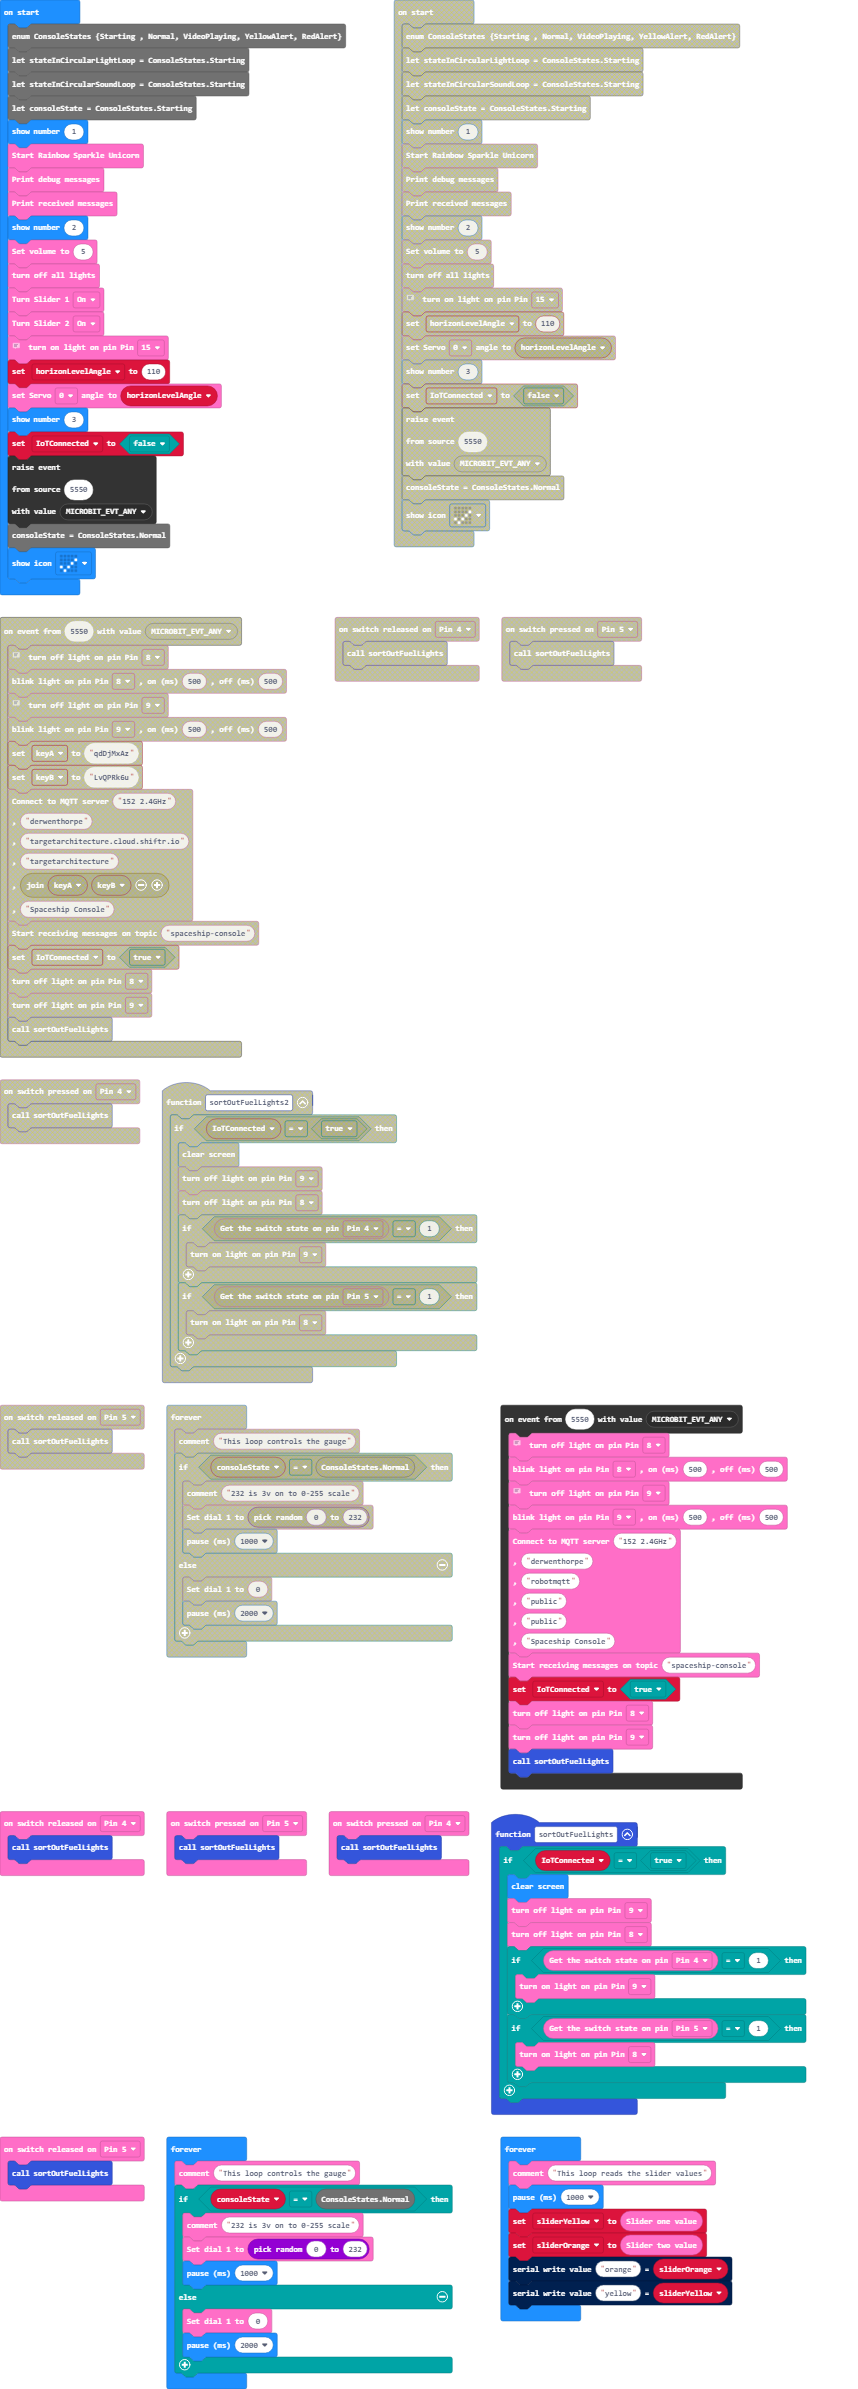 on start
enum ConsoleStates {Starting , Normal, VideoPlaying, YellowAlert, RedAlert}
let stateInCircularLightLoop = ConsoleStates.Starting
let stateInCircularSoundLoop = ConsoleStates.Starting
let consoleState = ConsoleStates.Starting
show number 1
Start Rainbow Sparkle Unicorn
Print debug messages
Print received messages
show number 2
Set volume to 5
turn off all lights
Turn Slider 1 On
Turn Slider 2 On
turn on light on pin Pin 15
set horizonLevelAngle to 110
set Servo 0 angle to horizonLevelAngle
show number 3
set IoTConnected to false
raise event
from source 5550
with value MICROBIT_EVT_ANY
consoleState = ConsoleStates.Normal
show icon
on start
enum ConsoleStates {Starting , Normal, VideoPlaying, YellowAlert, RedAlert}
let stateInCircularLightLoop = ConsoleStates.Starting
let stateInCircularSoundLoop = ConsoleStates.Starting
let consoleState = ConsoleStates.Starting
show number 1
Start Rainbow Sparkle Unicorn
Print debug messages
Print received messages
show number 2
Set volume to 5
turn off all lights
turn on light on pin Pin 15
set horizonLevelAngle to 110
set Servo 0 angle to horizonLevelAngle
show number 3
set IoTConnected to false
raise event
from source 5550
with value MICROBIT_EVT_ANY
consoleState = ConsoleStates.Normal
show icon
on event from 5550 with value MICROBIT_EVT_ANY
turn off light on pin Pin 8
blink light on pin Pin 8 , on (ms) 500 , off (ms) 500
turn off light on pin Pin 9
blink light on pin Pin 9 , on (ms) 500 , off (ms) 500
set keyA to "qdDjMxAz"
set keyB to "LvQPRk6u"
Connect to MQTT server "152 2.4GHz"
, "derwenthorpe"
, "targetarchitecture.cloud.shiftr.io"
, "targetarchitecture"
, join keyA keyB
, "Spaceship Console"
Start receiving messages on topic "spaceship-console"
set IoTConnected to true
turn off light on pin Pin 8
turn off light on pin Pin 9
call sortOutFuelLights
on switch released on Pin 4
call sortOutFuelLights
on switch pressed on Pin 5
call sortOutFuelLights
on switch pressed on Pin 4
call sortOutFuelLights
function sortOutFuelLights2
if IoTConnected = true then
clear screen
turn off light on pin Pin 9
turn off light on pin Pin 8
if Get the switch state on pin Pin 4 = 1 then
turn on light on pin Pin 9
if Get the switch state on pin Pin 5 = 1 then
turn on light on pin Pin 8
on switch released on Pin 5
call sortOutFuelLights
forever
comment "This loop controls the gauge"
if consoleState = ConsoleStates.Normal then
comment "232 is 3v on to 0-255 scale"
Set dial 1 to pick random 0 to 232
pause (ms) 1000
else
Set dial 1 to 0
pause (ms) 2000
on event from 5550 with value MICROBIT_EVT_ANY
turn off light on pin Pin 8
blink light on pin Pin 8 , on (ms) 500 , off (ms) 500
turn off light on pin Pin 9
blink light on pin Pin 9 , on (ms) 500 , off (ms) 500
Connect to MQTT server "152 2.4GHz"
, "derwenthorpe"
, "robotmqtt"
, "public"
, "public"
, "Spaceship Console"
Start receiving messages on topic "spaceship-console"
set IoTConnected to true
turn off light on pin Pin 8
turn off light on pin Pin 9
call sortOutFuelLights
on switch released on Pin 4
call sortOutFuelLights
on switch pressed on Pin 5
call sortOutFuelLights
on switch pressed on Pin 4
call sortOutFuelLights
function sortOutFuelLights
if IoTConnected = true then
clear screen
turn off light on pin Pin 9
turn off light on pin Pin 8
if Get the switch state on pin Pin 4 = 1 then
turn on light on pin Pin 9
if Get the switch state on pin Pin 5 = 1 then
turn on light on pin Pin 8
on switch released on Pin 5
call sortOutFuelLights
forever
comment "This loop controls the gauge"
if consoleState = ConsoleStates.Normal then
comment "232 is 3v on to 0-255 scale"
Set dial 1 to pick random 0 to 232
pause (ms) 1000
else
Set dial 1 to 0
pause (ms) 2000
forever
comment "This loop reads the slider values"
pause (ms) 1000
set sliderYellow to Slider one value
set sliderOrange to Slider two value
serial write value "orange" = sliderOrange
serial write value "yellow" = sliderYellow